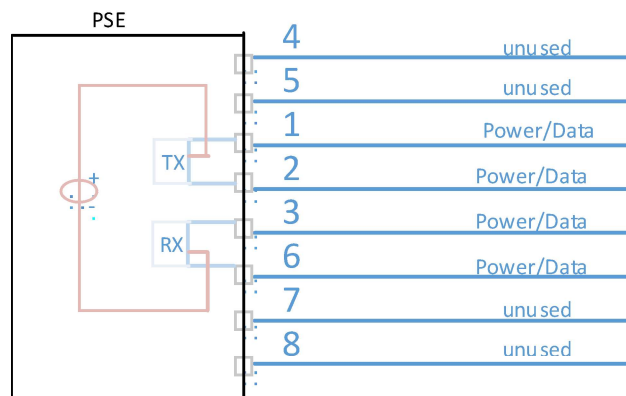 PSE
4 unused
5 unused
1 Power/Data
TX
2 Power/Data
+
-
3 Power/Data
RX
6 Power/Data
7 unused
8 unused